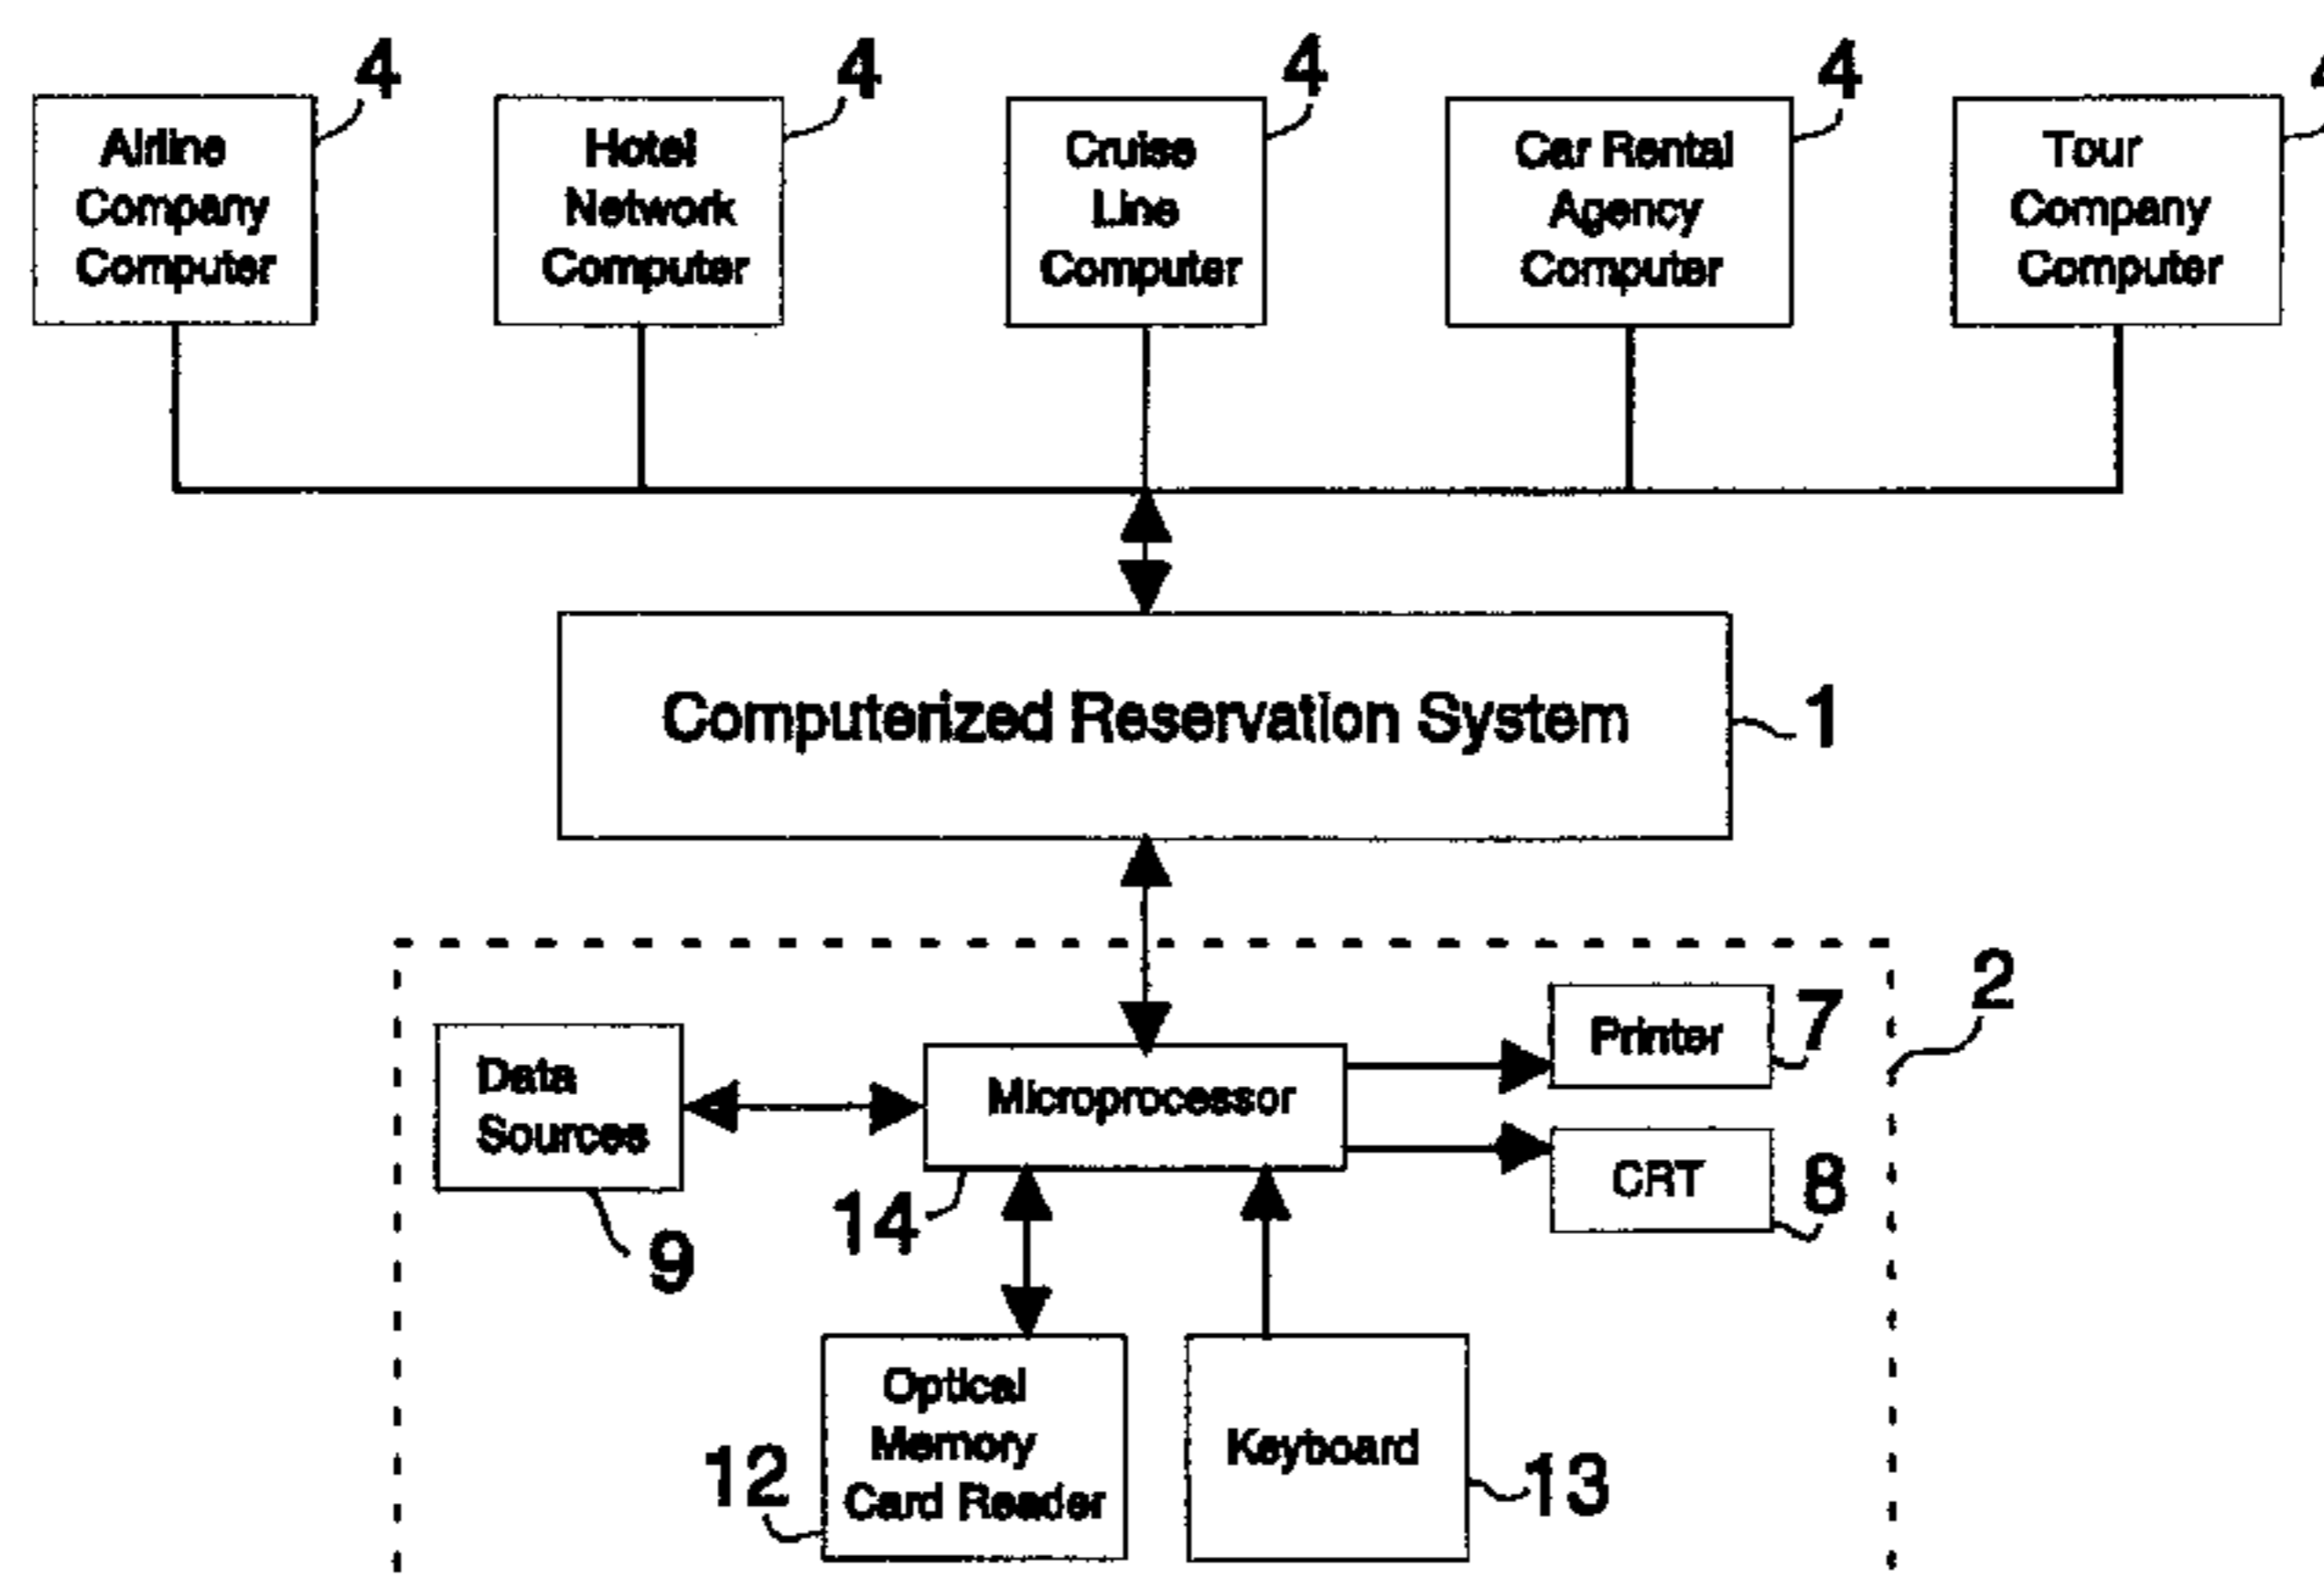 4
4
4
4
4
Airline
Company
Computer
Hotel
Network
Computer
Cruise
Line
Computer
Car Rental
Agency
Computer
Tour
Company
Computer
Computerized Reservation System
1
2
Data
Sources
9
Microprocessor
14
Printer
7
CRT
8
Optical
Memory
Card Reader
12
Keyboard
13